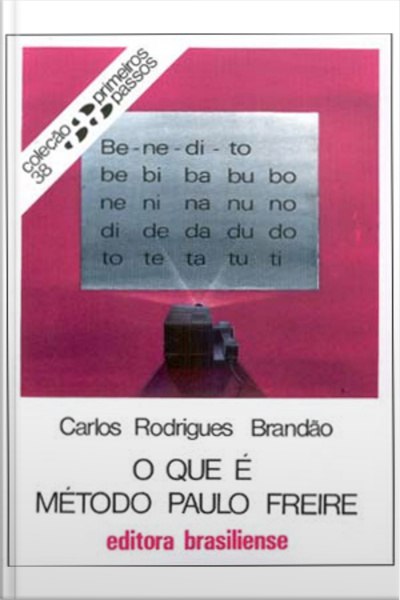 coleção primeiros passos
38
Be-ne-di-to
be bi ba bu bo
ne ni na nu no
di de da du do
to te ta tu ti
Carlos Rodrigues Brandão
O QUE É
MÉTODO PAULO FREIRE
editora brasiliense